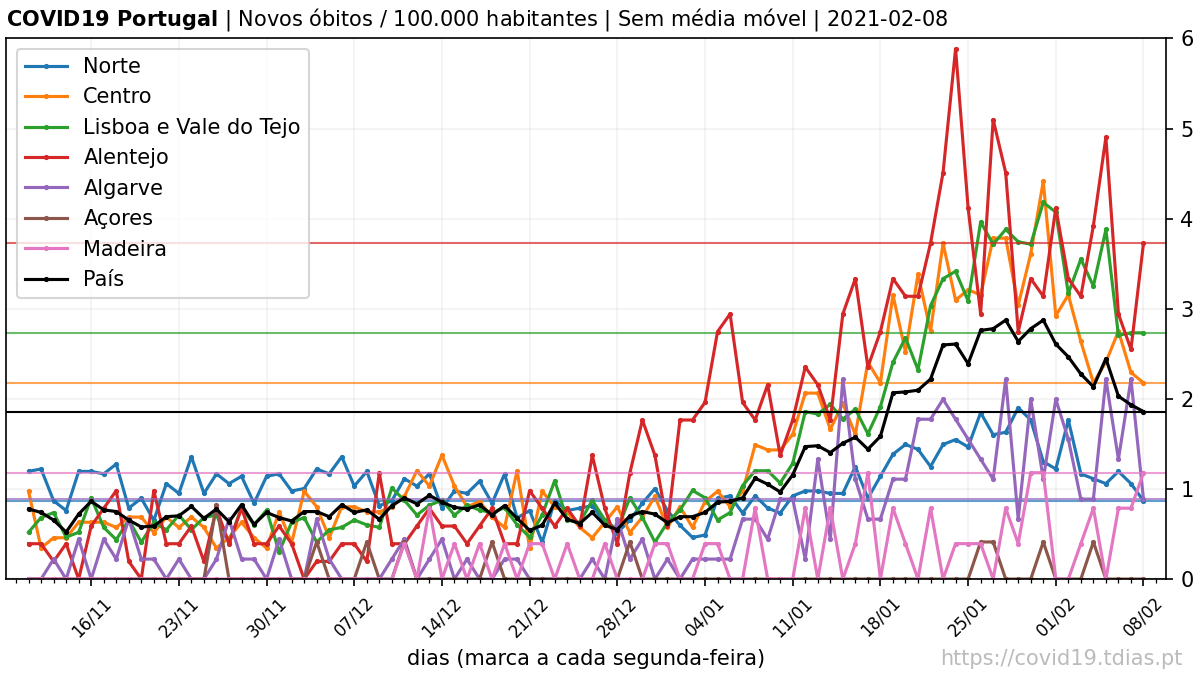 COVID19 Portugal | Novos óbitos / 100.000 habitantes | Sem média móvel | 2021-02-08
Norte
Centro
Lisboa e Vale do Tejo
Alentejo
Algarve
Açores
Madeira
País
6
5
4
3
2
1
0
16/11 23/11 30/11 07/12 14/12 21/12 28/12 04/01 11/01 18/01 25/01 01/02 08/02
dias (marca a cada segunda-feira)
https://covid19.tdias.pt